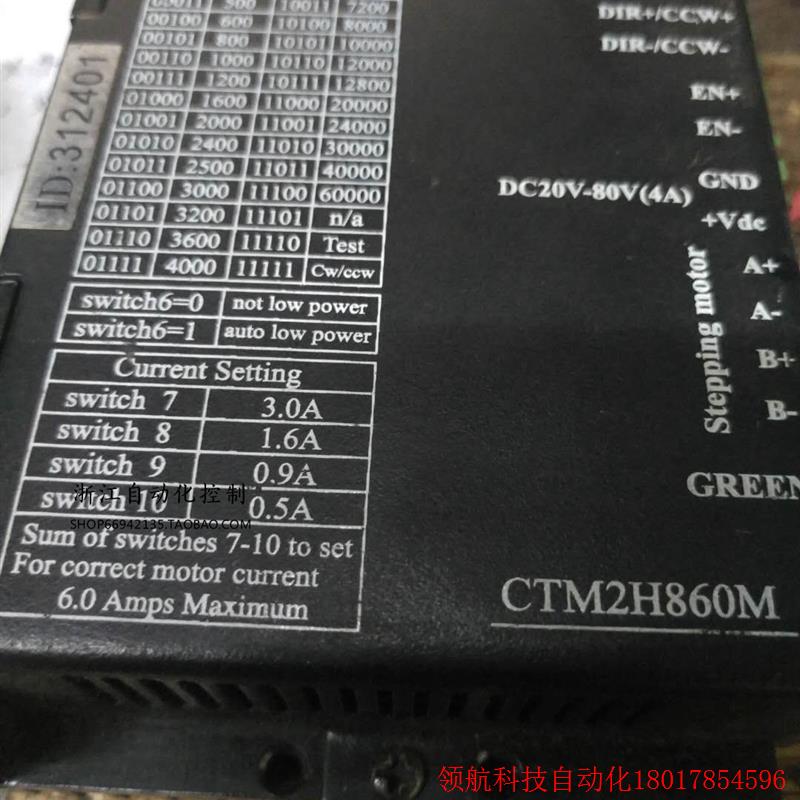 00011 500 10011 7200
00100 600 10100 8000
00101 800 10101 10000
00110 1000 10110 12000
00111 1200 10111 12800
01000 1600 11000 20000
01001 2000 11001 24000
01010 2400 11010 30000
01011 2500 11011 40000
01100 3000 11100 60000
01101 3200 11101 n/a
01110 3600 11110 Test
01111 4000 11111 Cw/ccw
ID:312401
switch6=0 not low power
switch6=1 auto low power
Current Setting
switch 7 3.0A
switch 8 1.6A
switch 9 0.9A
switch 10 0.5A
Sum of switches 7-10 to set
For correct motor current
6.0 Amps Maximum
DIR+/CCW+
DIR-/CCW-
EN+
EN-
DC20V-80V(4A)
GND
+Vdc
Stepping motor
A+
A-
B+
B-
GREEN
CTM2H860M
浙江自动化控制
SHOP66942135.TAOBAO.COM
领航科技自动化18017854596